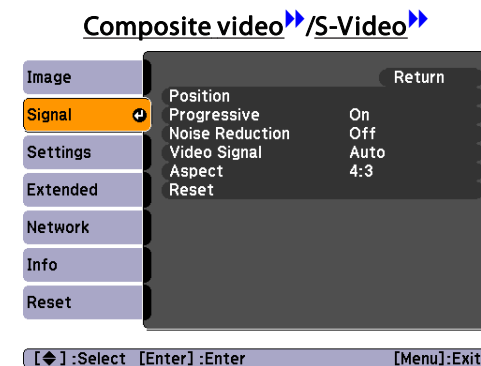 Composite video/S-Video
Image
Signal
Settings
Extended
Network
Info
Reset
Return
Position
Progressive On
Noise Reduction Off
Video Signal Auto
Aspect 4:3
Reset
[◆] :Select [Enter] :Enter [Menu]:Exit